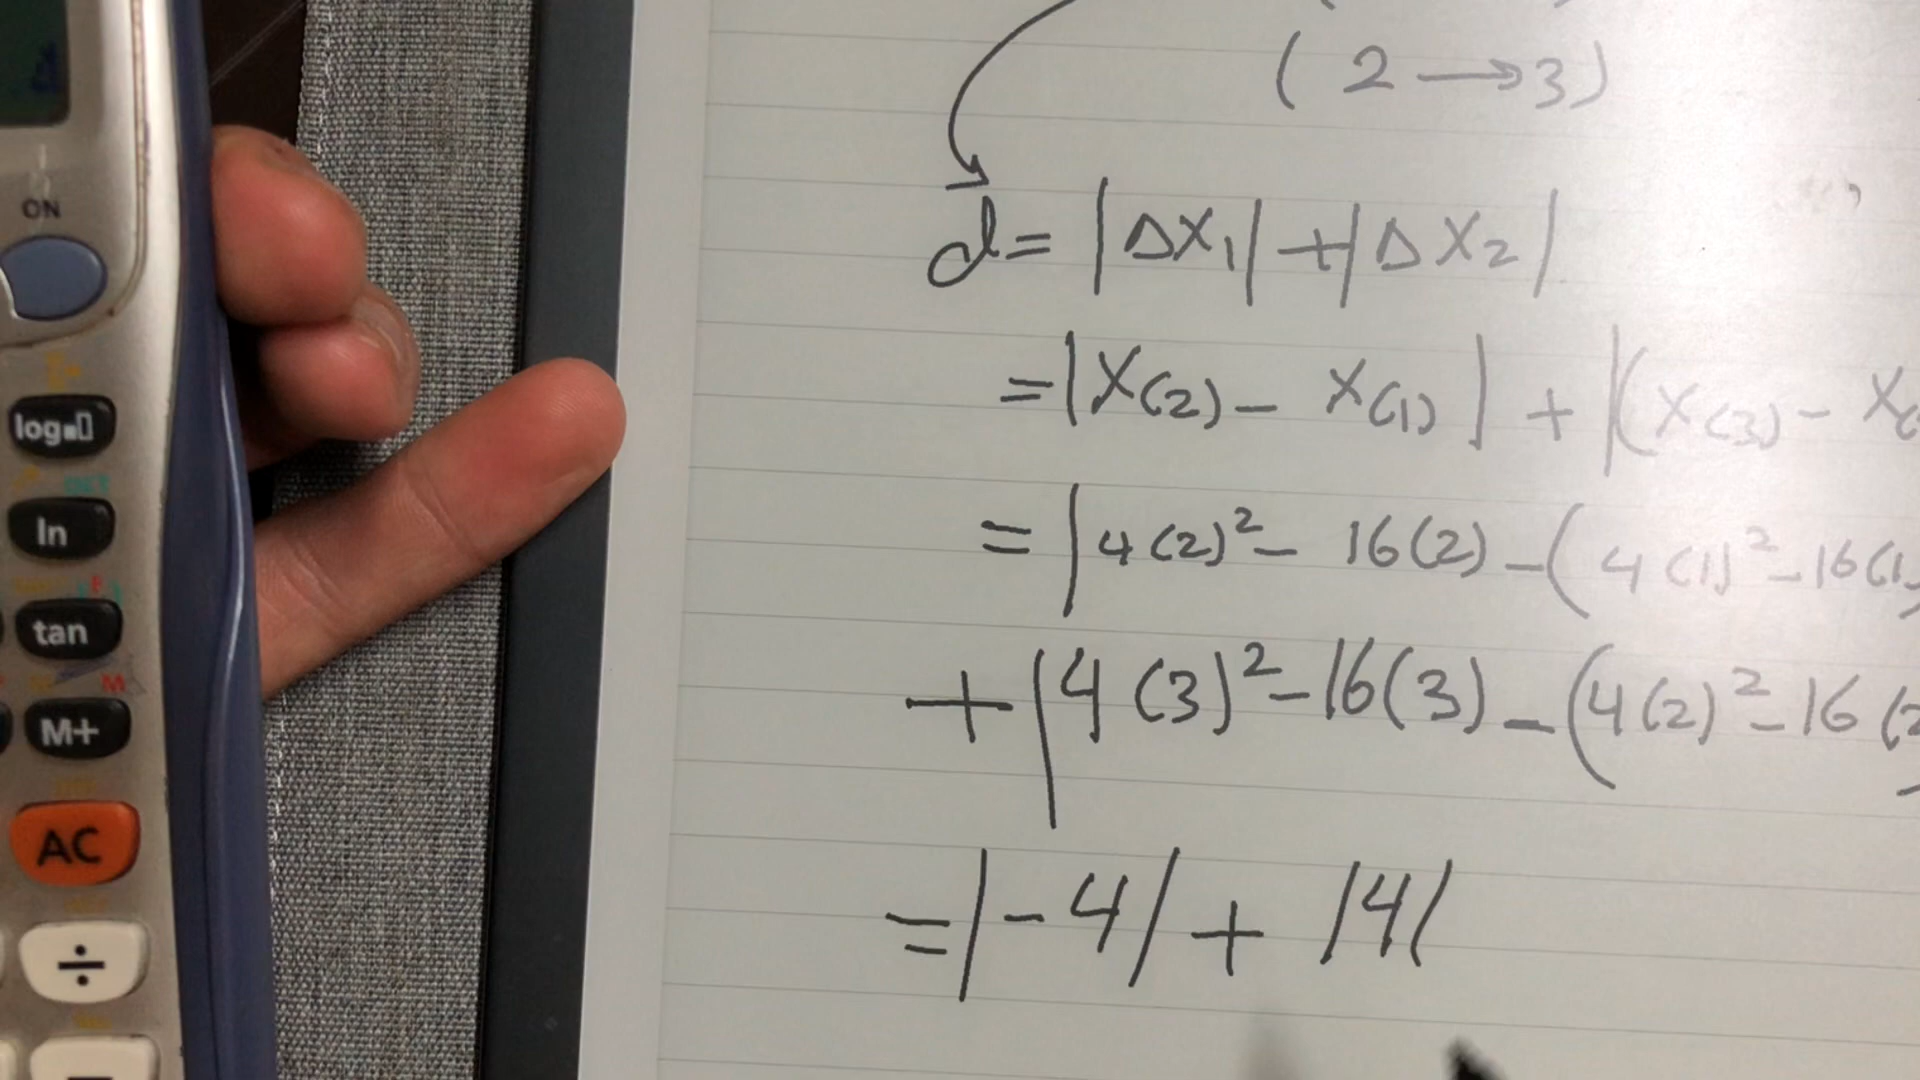 ( 2 → 3 )
d = |ΔX₁| + |ΔX₂|
= |X(2) - X(1)| + |(X(3) - X(
= |4(2)² - 16(2) - (4(1)² - 16(1)
+ |4(3)² - 16(3) - (4(2)² - 16(2
= |-4| + |4|
ON
log
ln
tan
M
M+
AC
÷